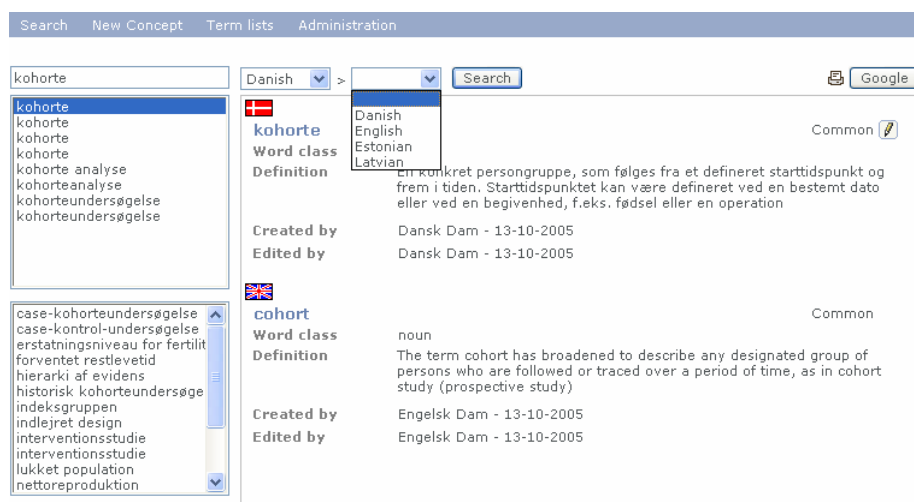 Search New Concept Term lists Administration
kohorte
Danish > Search Google
Danish
English
Estonian
Latvian
kohorte
kohorte
kohorte
kohorte
kohorte analyse
kohorteanalyse
kohorteundersøgelse
kohorteundersøgelse
case-kohorteundersøgelse
case-kontrol-undersøgelse
erstatningsniveau for fertilit
forventet restlevetid
hierarki af evidens
historisk kohorteundersøge
indeksgruppen
indlejret design
interventionsstudie
interventionsstudie
lukket population
nettoreproduktion
kohorte Common
Word class
Definition En konkret persongruppe, som følges fra et defineret starttidspunkt og
frem i tiden. Starttidspunktet kan være defineret ved en bestemt dato
eller ved en begivenhed, f.eks. fødsel eller en operation
Created by Dansk Dam - 13-10-2005
Edited by Dansk Dam - 13-10-2005
cohort Common
Word class noun
Definition The term cohort has broadened to describe any designated group of
persons who are followed or traced over a period of time, as in cohort
study (prospective study)
Created by Engelsk Dam - 13-10-2005
Edited by Engelsk Dam - 13-10-2005